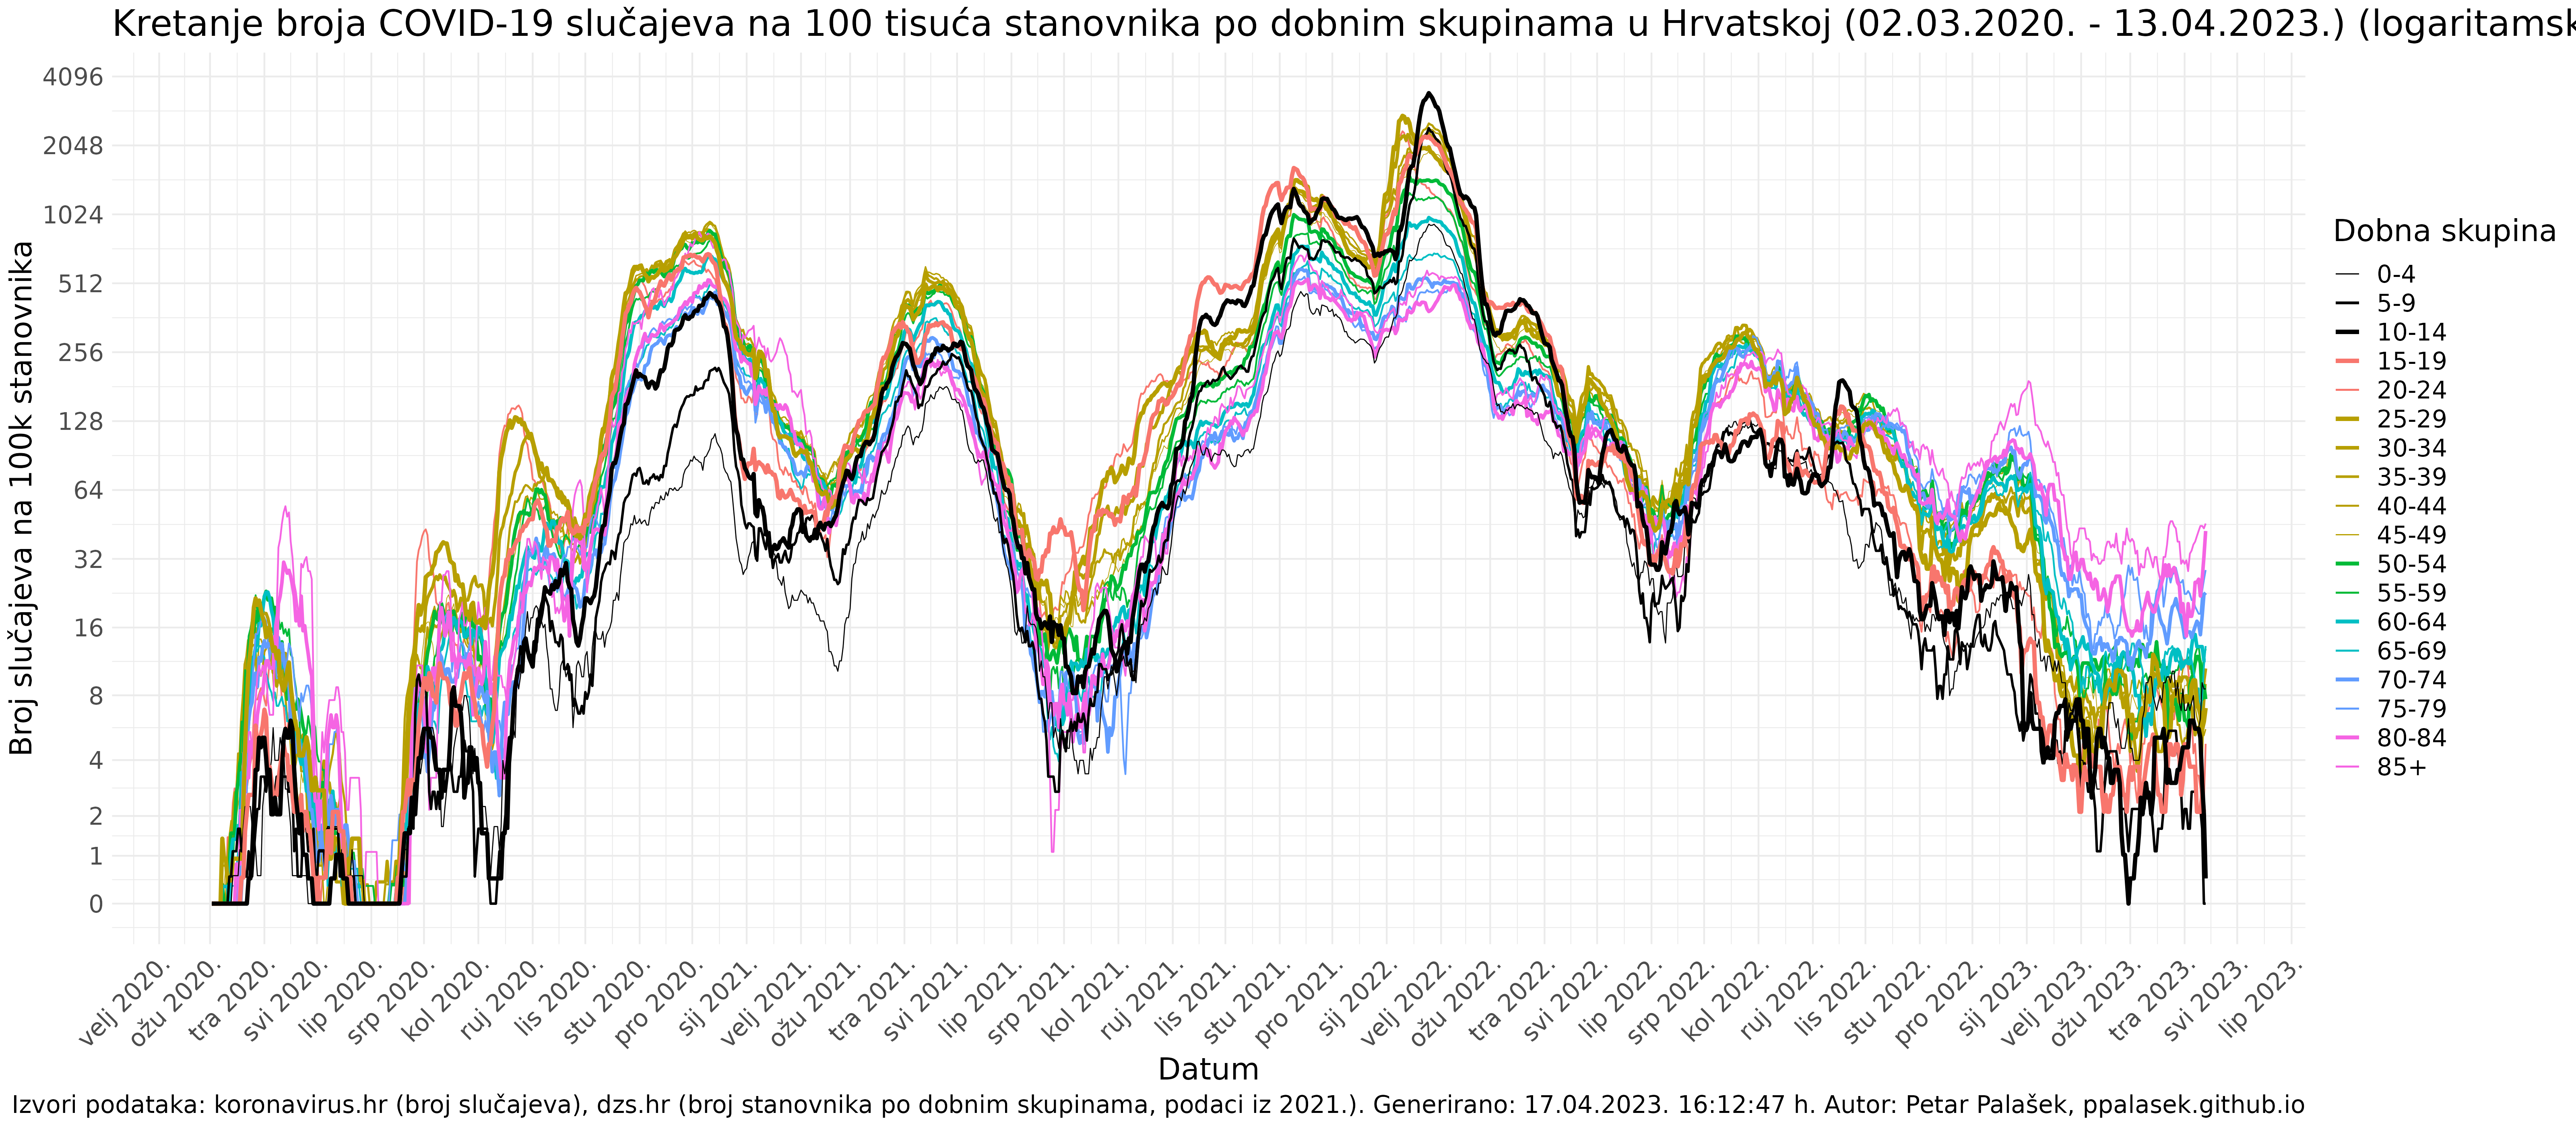 Kretanje broja COVID-19 slučajeva na 100 tisuća stanovnika po dobnim skupinama u Hrvatskoj (02.03.2020. - 13.04.2023.) (logaritamsk
Broj slučajeva na 100k stanovnika
4096
2048
1024
512
256
128
64
32
16
8
4
2
1
0
velj 2020.
ožu 2020.
tra 2020.
svi 2020.
lip 2020.
srp 2020.
kol 2020.
ruj 2020.
lis 2020.
stu 2020.
pro 2020.
sij 2021.
velj 2021.
ožu 2021.
tra 2021.
svi 2021.
lip 2021.
srp 2021.
kol 2021.
ruj 2021.
lis 2021.
stu 2021.
pro 2021.
sij 2022.
velj 2022.
ožu 2022.
tra 2022.
svi 2022.
lip 2022.
srp 2022.
kol 2022.
ruj 2022.
lis 2022.
stu 2022.
pro 2022.
sij 2023.
velj 2023.
ožu 2023.
tra 2023.
svi 2023.
lip 2023.
Datum
Dobna skupina
0-4
5-9
10-14
15-19
20-24
25-29
30-34
35-39
40-44
45-49
50-54
55-59
60-64
65-69
70-74
75-79
80-84
85+
Izvori podataka: koronavirus.hr (broj slučajeva), dzs.hr (broj stanovnika po dobnim skupinama, podaci iz 2021.). Generirano: 17.04.2023. 16:12:47 h. Autor: Petar Palašek, ppalasek.github.io